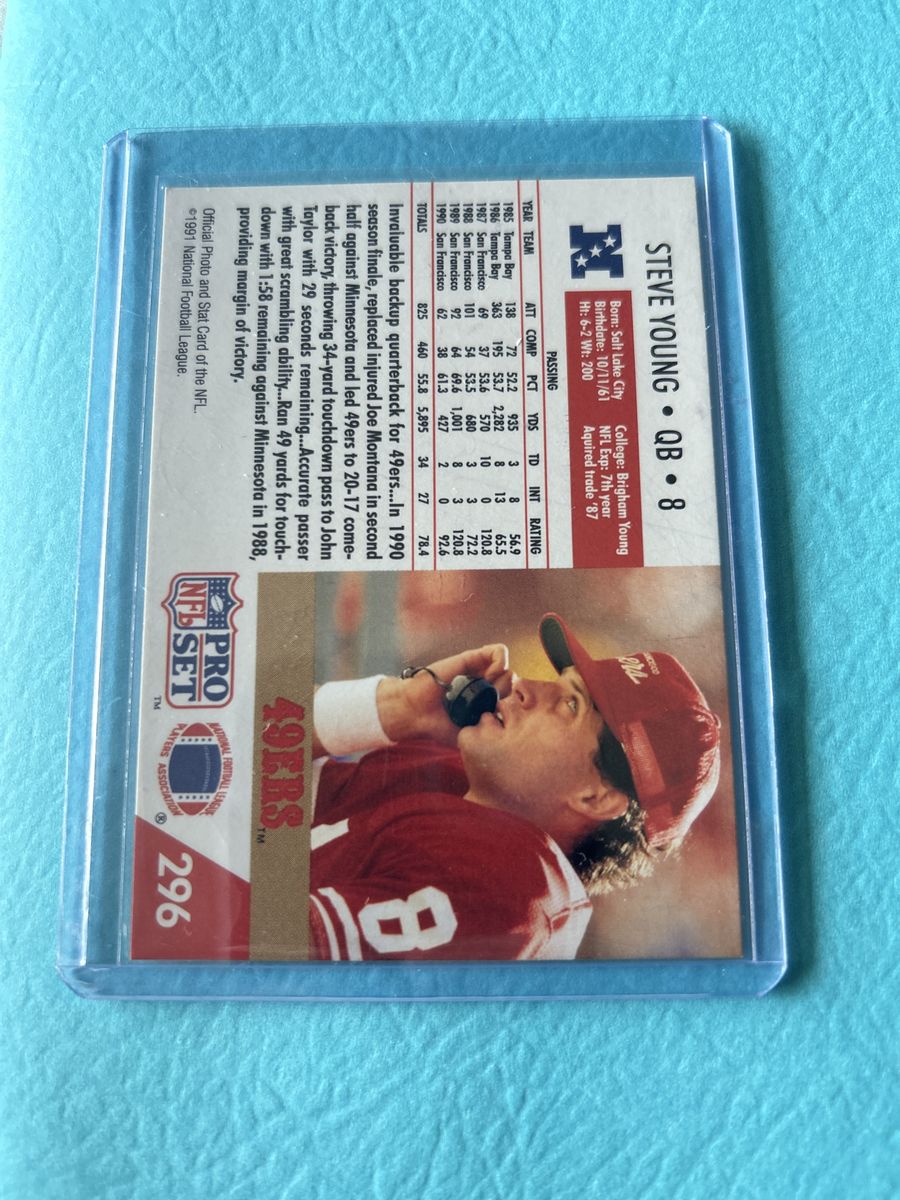 STEVE YOUNG • QB • 8
N
Born: Salt Lake City
Birthdate: 10/11/61
Ht: 6-2 Wt: 200
College: Brigham Young
NFL Exp: 7th year
Aquired trade '87
PASSING
YEAR TEAM ATT COMP PCT YDS TD INT RATING
1985 Tampa Bay 138 72 52.2 935 3 8 56.9
1986 Tampa Bay 363 195 53.7 2,282 8 13 65.5
1987 San Francisco 69 37 53.6 570 10 0 120.8
1988 San Francisco 101 54 53.5 680 3 3 72.2
1989 San Francisco 92 64 69.6 1,001 8 3 120.8
1990 San Francisco 62 38 61.3 427 2 0 92.6
TOTALS 825 460 55.8 5,895 34 27 78.4
Invaluable backup quarterback for 49ers...In 1990
season finale, replaced injured Joe Montana in second
half against Minnesota and led 49ers to 20-17 come-
back victory, throwing 34-yard touchdown pass to John
Taylor with 29 seconds remaining...Accurate passer
with great scrambling ability...Ran 49 yards for touch-
down with 1:58 remaining against Minnesota in 1988,
providing margin of victory.
Official Photo and Stat Card of the NFL.
©1991 National Football League.
8
49ERS™
PRO
NFL SET™
NATIONAL FOOTBALL LEAGUE
PLAYERS ASSOCIATION ®
296